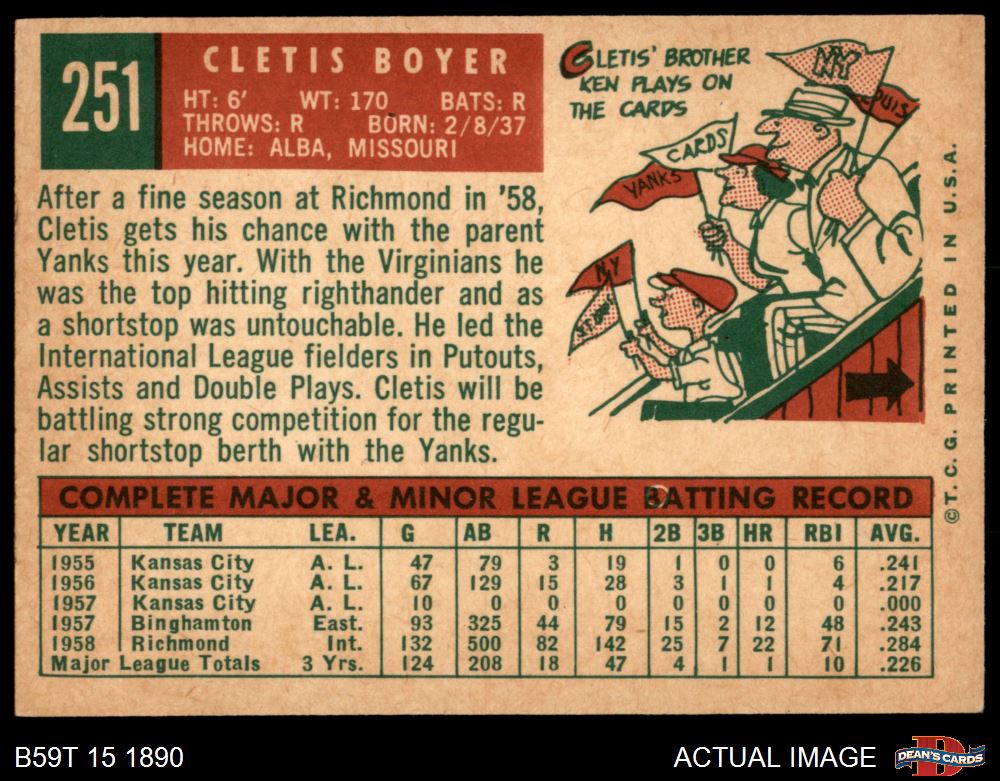 251
CLETIS BOYER
HT: 6' WT: 170 BATS: R
THROWS: R BORN: 2/8/37
HOME: ALBA, MISSOURI
After a fine season at Richmond in '58,
Cletis gets his chance with the parent
Yanks this year. With the Virginians he
was the top hitting righthander and as
a shortstop was untouchable. He led the
International League fielders in Putouts,
Assists and Double Plays. Cletis will be
battling strong competition for the regu-
lar shortstop berth with the Yanks.
CLETIS' BROTHER
KEN PLAYS ON
THE CARDS
NY
OUIS
CARDS
YANKS
NY
© T. C. G. PRINTED IN U.S.A.
COMPLETE MAJOR & MINOR LEAGUE BATTING RECORD
YEAR TEAM LEA. G AB R H 2B 3B HR RBI AVG.
1955 Kansas City A. L. 47 79 3 19 1 0 0 6 .241
1956 Kansas City A. L. 67 129 15 28 3 1 1 4 .217
1957 Kansas City A. L. 10 0 0 0 0 0 0 0 .000
1957 Binghamton East. 93 325 44 79 15 2 12 48 .243
1958 Richmond Int. 132 500 82 142 25 7 22 71 .284
Major League Totals 3 Yrs. 124 208 18 47 4 1 1 10 .226
B59T 15 1890
ACTUAL IMAGE
D
DEAN'S CARDS